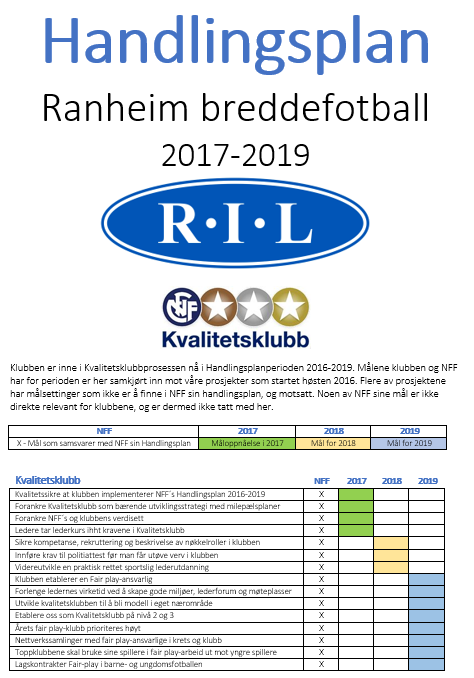 Handlingsplan
Ranheim breddefotball
2017-2019
R·I·L
NFF
Kvalitetsklubb
Klubben er inne i Kvalitetsklubbprosessen nå i Handlingsplanperioden 2016-2019. Målene klubben og NFF
har for perioden er her samkjørt inn mot våre prosjekter som startet høsten 2016. Flere av prosjektene
har målsettinger som ikke er å finne i NFF sin handlingsplan, og motsatt. Noen av NFF sine mål er ikke
direkte relevant for klubbene, og er dermed ikke tatt med her.
NFF 2017 2018 2019
X - Mål som samsvarer med NFF sin Handlingsplan Måloppnåelse i 2017 Mål for 2018 Mål for 2019
Kvalitetsklubb NFF 2017 2018 2019
Kvalitetssikre at klubben implementerer NFF´s Handlingsplan 2016-2019 X
Forankre Kvalitetsklubb som bærende utviklingsstrategi med milepælsplaner X
Forankre NFF´s og klubbens verdisett X
Ledere tar lederkurs ihht kravet i Kvalitetsklubb X
Sikre kompetanse, rekruttering og beskrivelse av nøkkelroller i klubben X
Innføre krav til politiattest før man får utøve verv i klubben X
Videreutvikle en praktisk rettet sportslig lederutdanning X
Klubben etablerer en Fair play-ansvarlig X
Forlenge ledernes virketid ved å skape gode miljøer, lederforum og møteplasser X
Utvikle kvalitetsklubben til å bli modell i eget nærområde X
Etablere oss som Kvalitetsklubb på nivå 2 og 3 X
Årets fair play-klubb prioriteres høyt X
Nettverkssamlinger med fair play-ansvarlige i krets og klubb X
Toppklubbene skal bruke sine spillere i fair play-arbeid ut mot yngre spillere X
Lagskontrakter Fair-play i barne- og ungdomsfotballen X